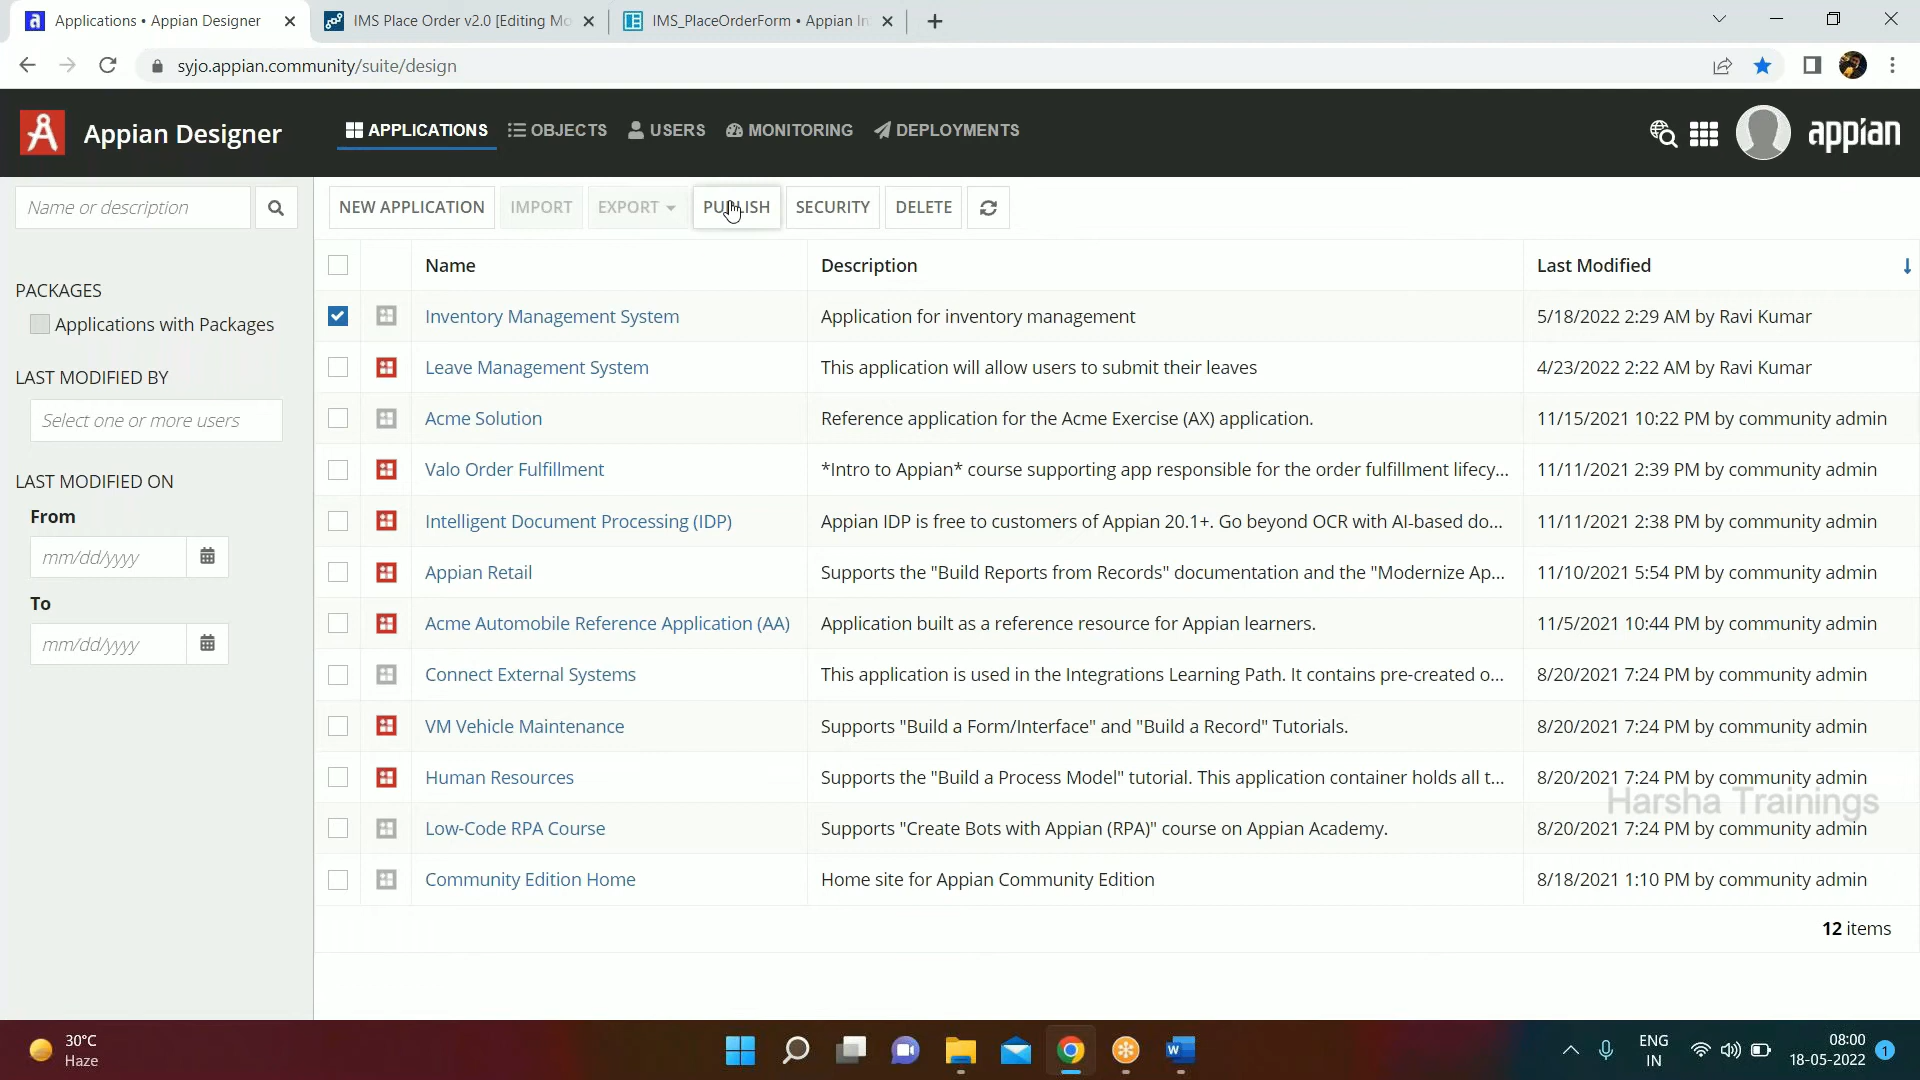 Applications • Appian Designer
IMS Place Order v2.0 [Editing Mo
IMS_PlaceOrderForm • Appian In
syjo.appian.community/suite/design
Appian Designer
APPLICATIONS
OBJECTS
USERS
MONITORING
DEPLOYMENTS
appian
Name or description
NEW APPLICATION
IMPORT
EXPORT
PUBLISH
SECURITY
DELETE
PACKAGES
Applications with Packages
LAST MODIFIED BY
Select one or more users
LAST MODIFIED ON
From
mm/dd/yyyy
To
mm/dd/yyyy
Name Description Last Modified
Inventory Management System Application for inventory management 5/18/2022 2:29 AM by Ravi Kumar
Leave Management System This application will allow users to submit their leaves 4/23/2022 2:22 AM by Ravi Kumar
Acme Solution Reference application for the Acme Exercise (AX) application. 11/15/2021 10:22 PM by community admin
Valo Order Fulfillment *Intro to Appian* course supporting app responsible for the order fulfillment lifecy... 11/11/2021 2:39 PM by community admin
Intelligent Document Processing (IDP) Appian IDP is free to customers of Appian 20.1+. Go beyond OCR with AI-based do... 11/11/2021 2:38 PM by community admin
Appian Retail Supports the "Build Reports from Records" documentation and the "Modernize Ap... 11/10/2021 5:54 PM by community admin
Acme Automobile Reference Application (AA) Application built as a reference resource for Appian learners. 11/5/2021 10:44 PM by community admin
Connect External Systems This application is used in the Integrations Learning Path. It contains pre-created o... 8/20/2021 7:24 PM by community admin
VM Vehicle Maintenance Supports "Build a Form/Interface" and "Build a Record" Tutorials. 8/20/2021 7:24 PM by community admin
Human Resources Supports the "Build a Process Model" tutorial. This application container holds all t... 8/20/2021 7:24 PM by community admin
Harsha Trainings
Low-Code RPA Course Supports "Create Bots with Appian (RPA)" course on Appian Academy. 8/20/2021 7:24 PM by community admin
Community Edition Home Home site for Appian Community Edition 8/18/2021 1:10 PM by community admin
12 items
30°C
Haze
W
ENG
IN
08:00
18-05-2022
1